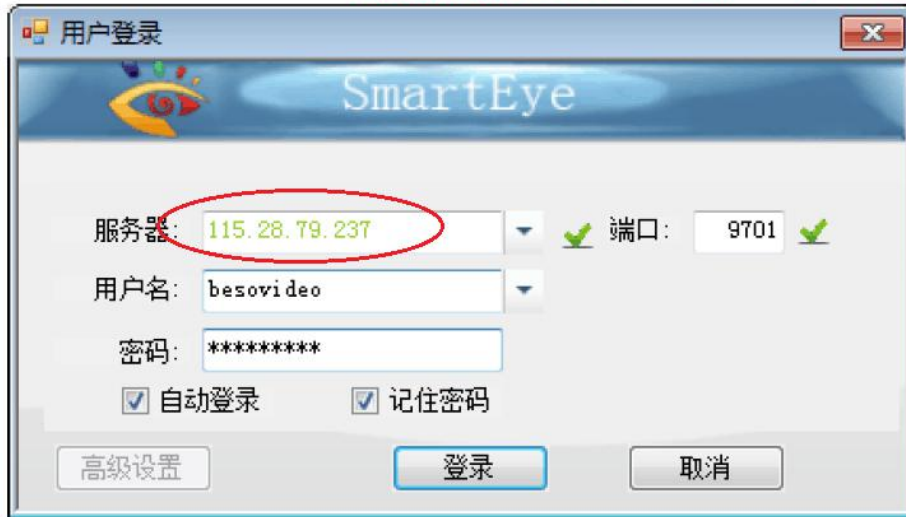 用户登录
SmartEye
服务器: 115.28.79.237 端口: 9701
用户名: besovideo
密码: *********
自动登录 记住密码
高级设置 登录 取消